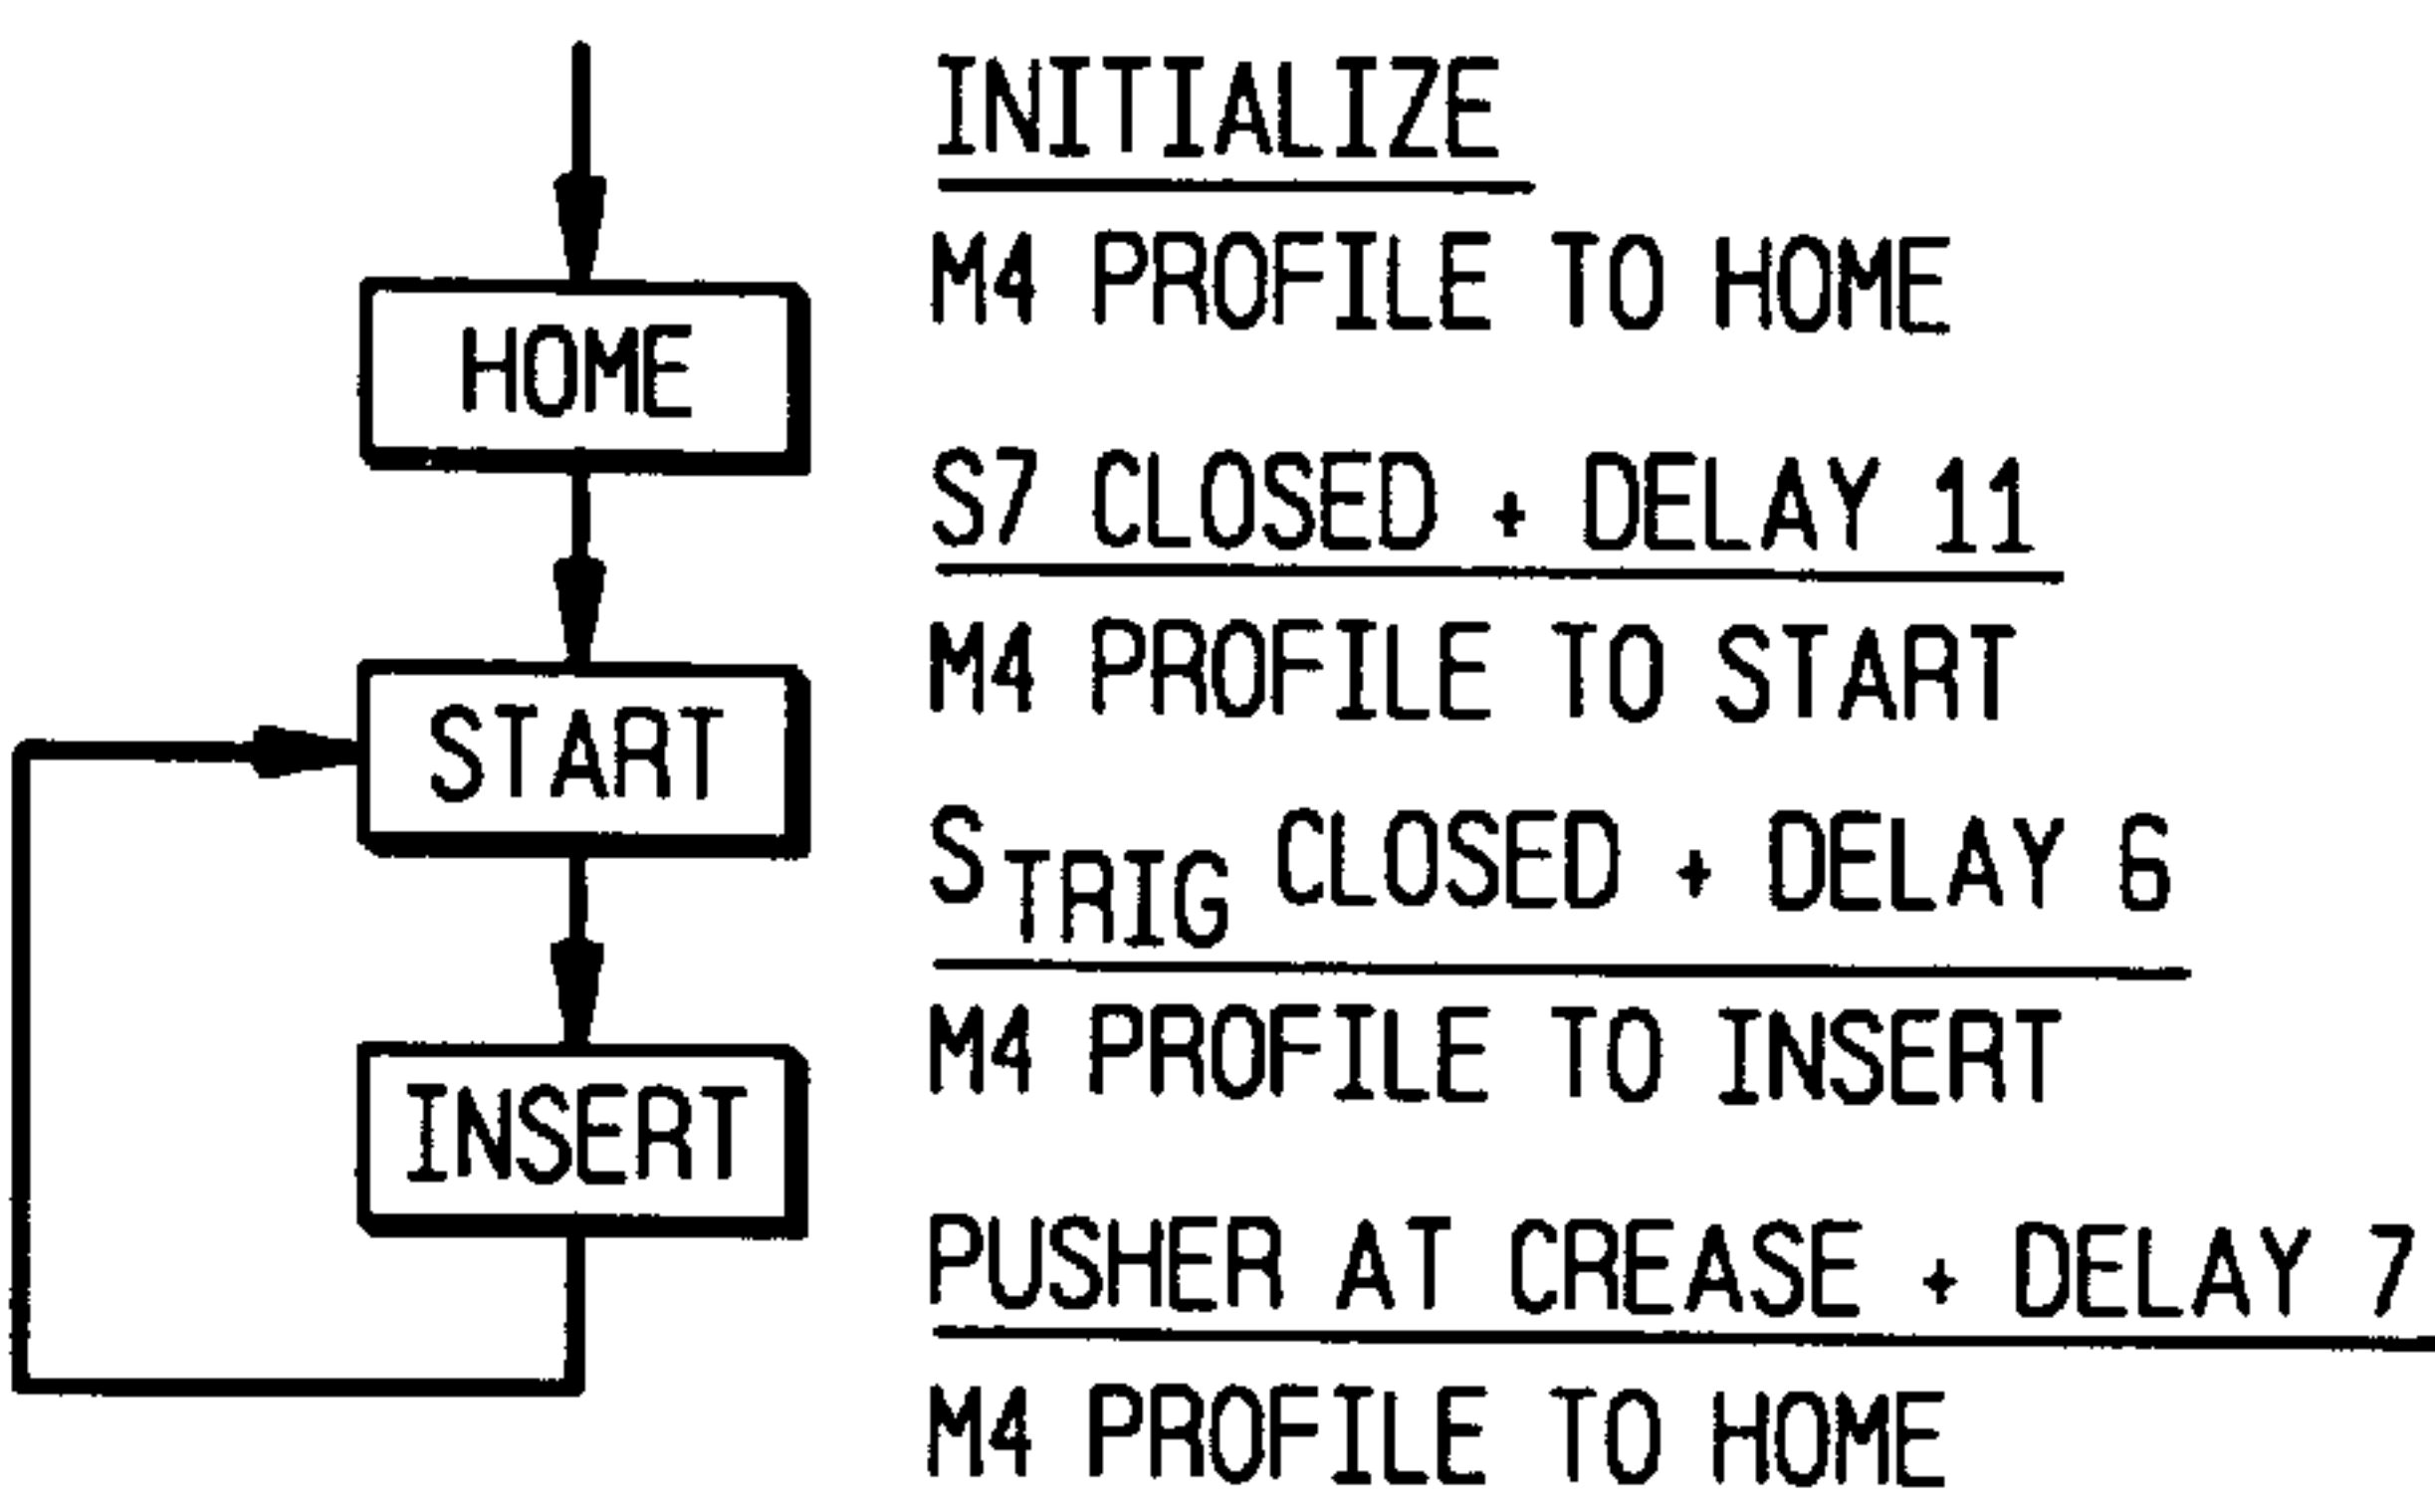 INITIALIZE
M4 PROFILE TO HOME
HOME
S7 CLOSED + DELAY 11
M4 PROFILE TO START
START
STRIG CLOSED + DELAY 6
M4 PROFILE TO INSERT
INSERT
PUSHER AT CREASE + DELAY 7
M4 PROFILE TO HOME